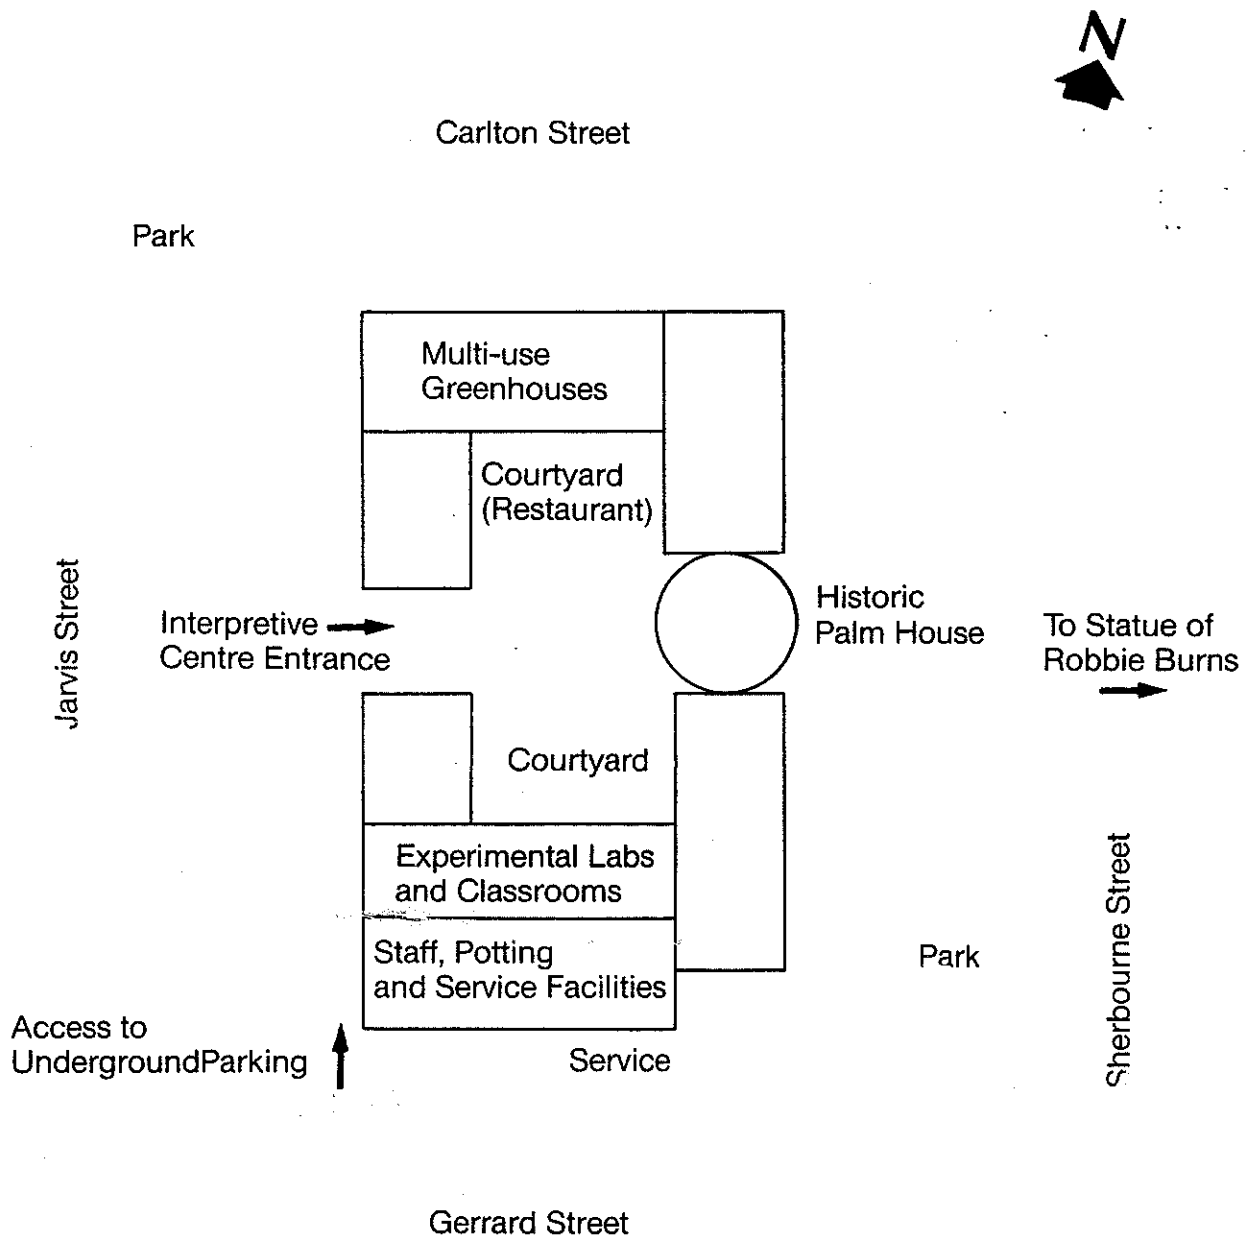 N
Carlton Street
Park
Multi-use
Greenhouses
Courtyard
(Restaurant)
Jarvis Street
Interpretive
Centre Entrance
Historic
Palm House
To Statue of
Robbie Burns
Courtyard
Experimental Labs
and Classrooms
Staff, Potting
and Service Facilities
Park
Sherbourne Street
Access to
UndergroundParking
Service
Gerrard Street